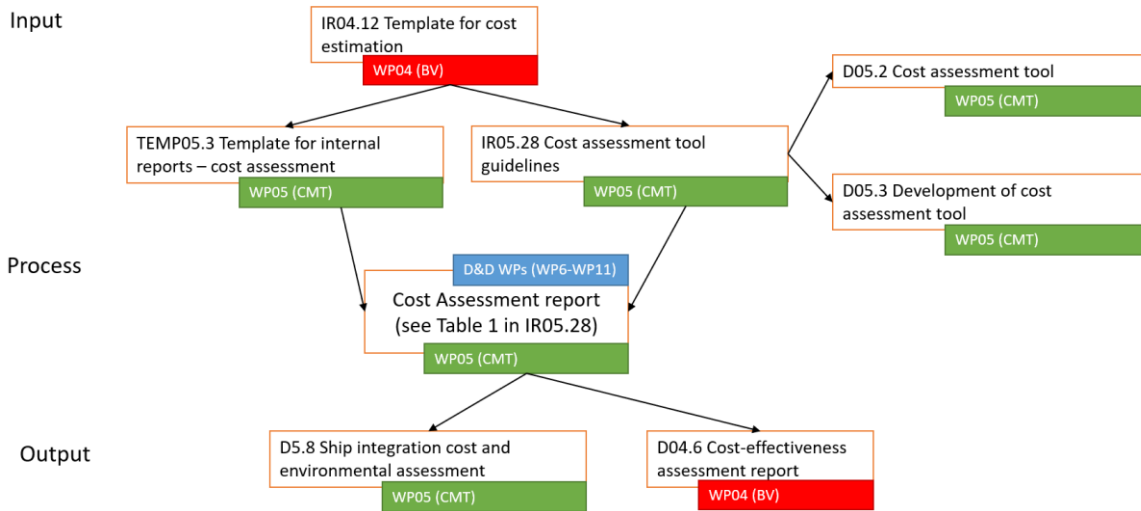 Input
IR04.12 Template for cost
estimation
WP04 (BV)
D05.2 Cost assessment tool
WP05 (CMT)
TEMP05.3 Template for internal
reports – cost assessment
WP05 (CMT)
IR05.28 Cost assessment tool
guidelines
WP05 (CMT)
D05.3 Development of cost
assessment tool
WP05 (CMT)
Process
D&D WPs (WP6-WP11)
Cost Assessment report
(see Table 1 in IR05.28)
WP05 (CMT)
Output
D5.8 Ship integration cost and
environmental assessment
WP05 (CMT)
D04.6 Cost-effectiveness
assessment report
WP04 (BV)